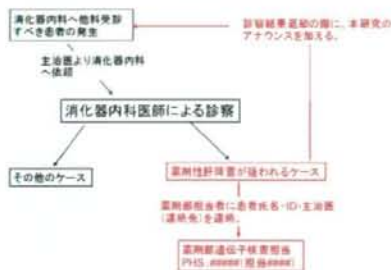 消化器内科へ他科受診
すべき患者の発生
診察結果返却の際に、本研究の
アナウンスを加える。
主治医より消化器内科
へ依頼
消化器内科医師による診察
その他のケース
薬剤性肝障害が疑われるケース
薬剤部担当者に患者氏名・ID・主治医
(連絡先)を連絡。
薬剤部遺伝子検査担当
PHS ##### (担当####)